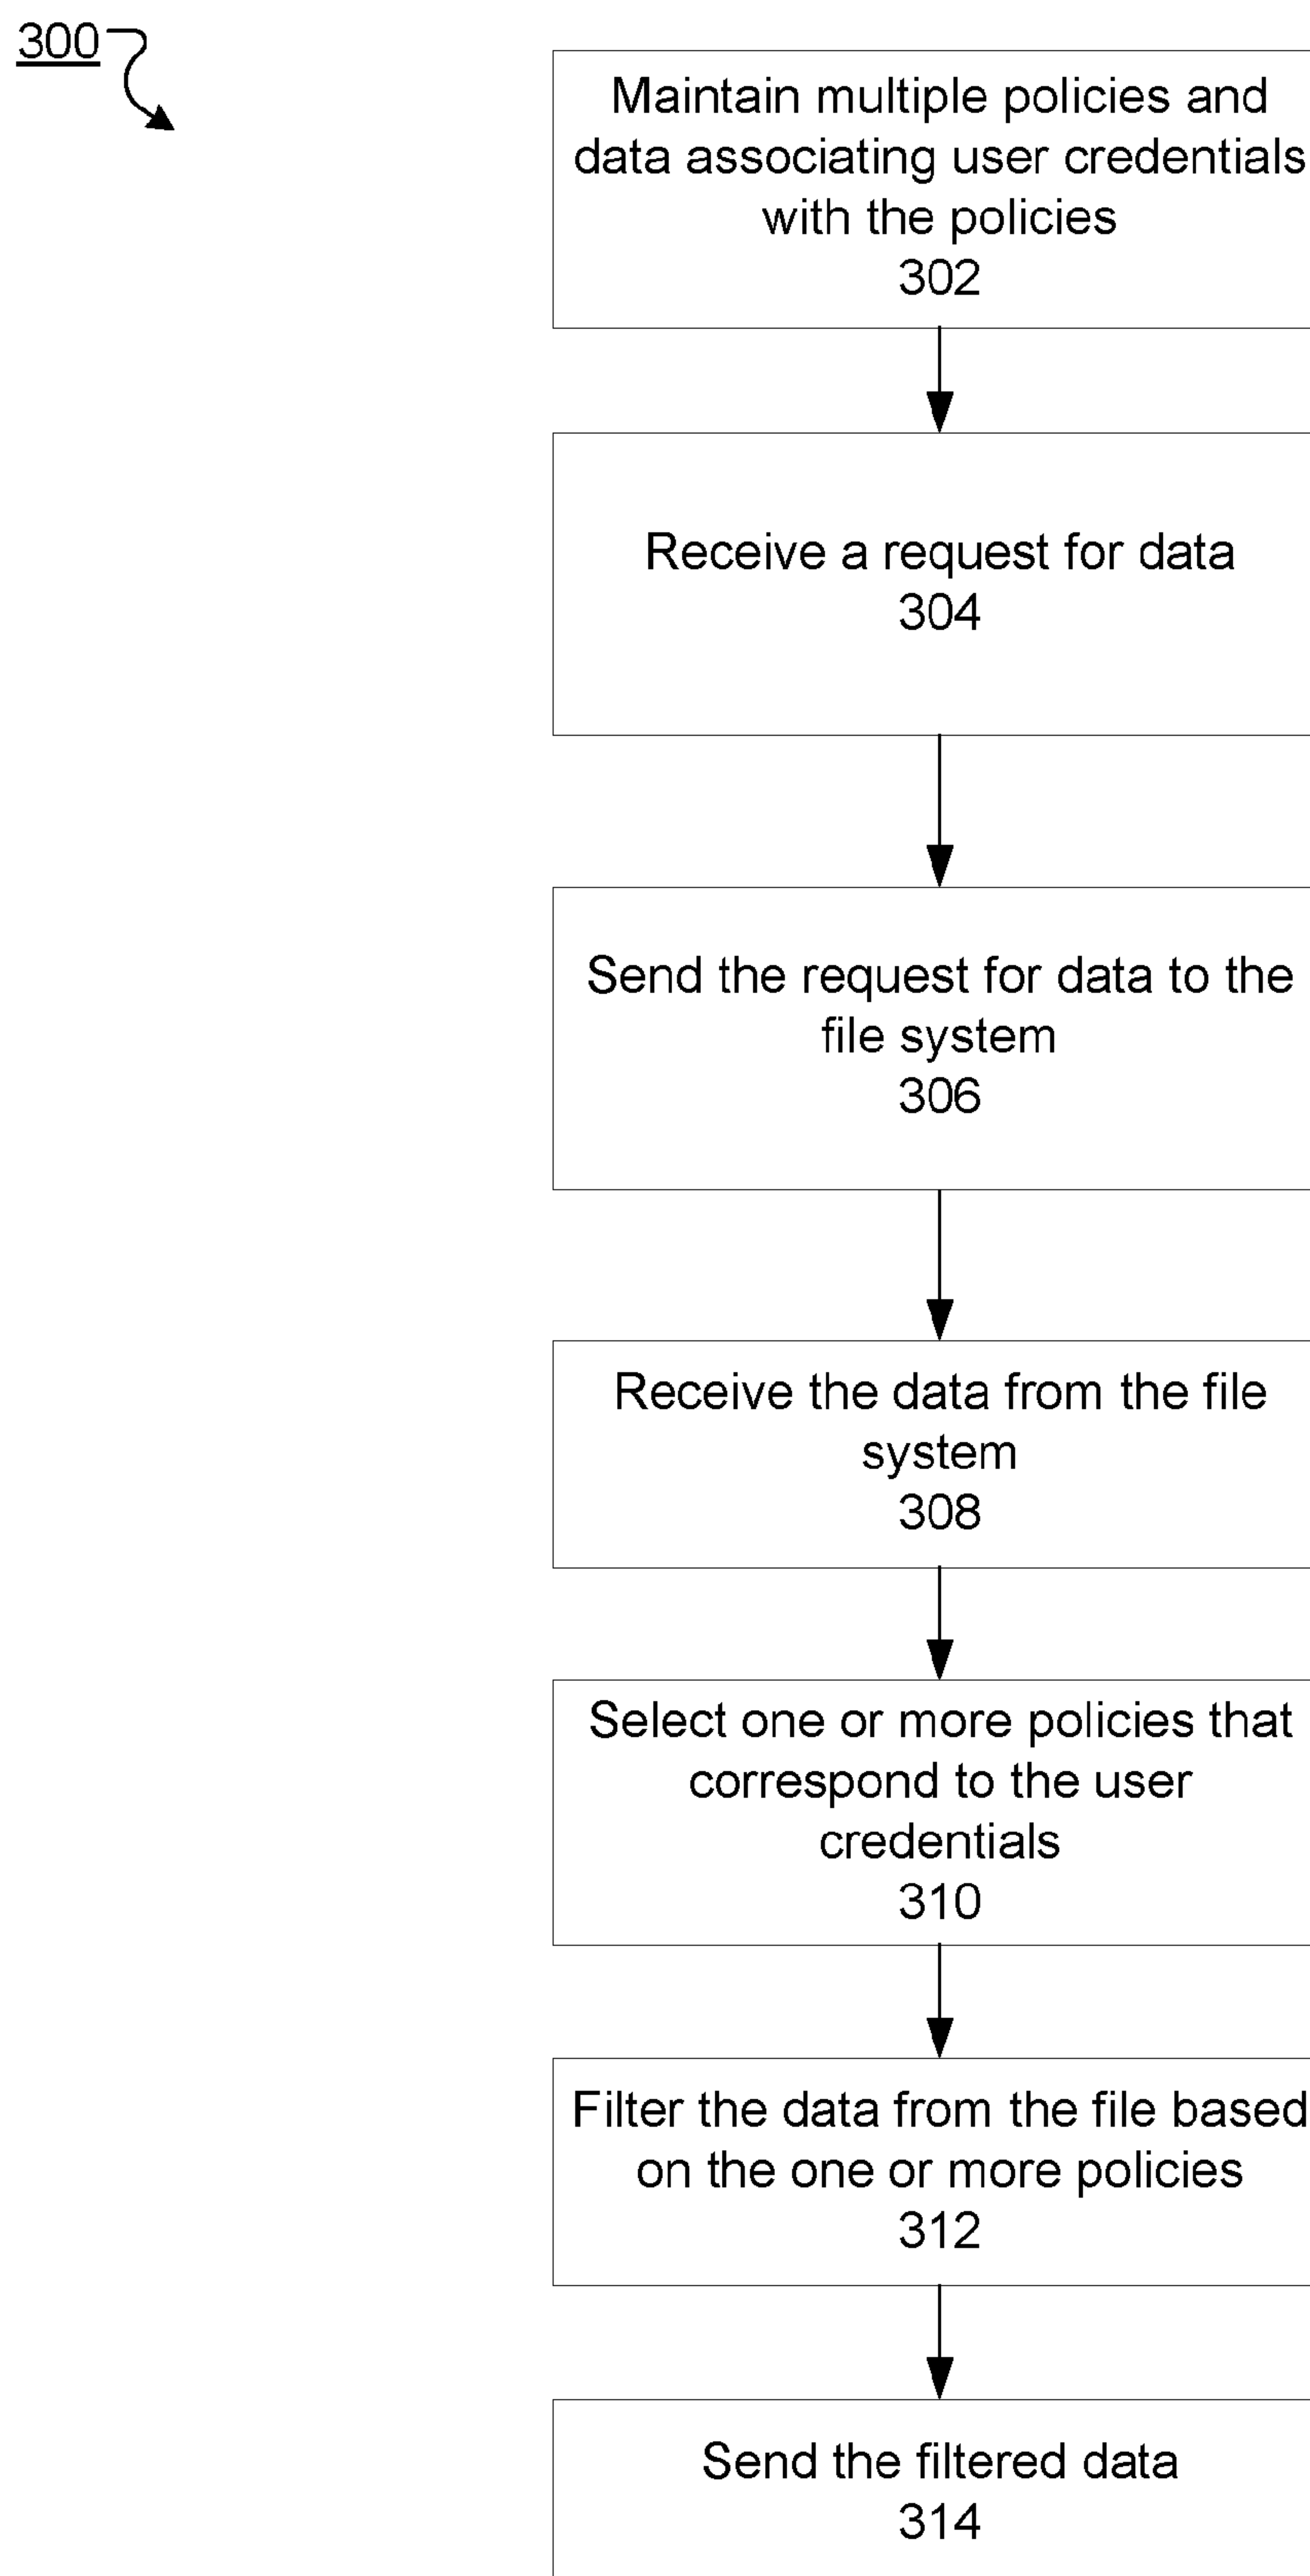 300
Maintain multiple policies and
data associating user credentials
with the policies
302
Receive a request for data
304
Send the request for data to the
file system
306
Receive the data from the file
system
308
Select one or more policies that
correspond to the user
credentials
310
Filter the data from the file based
on the one or more policies
312
Send the filtered data
314